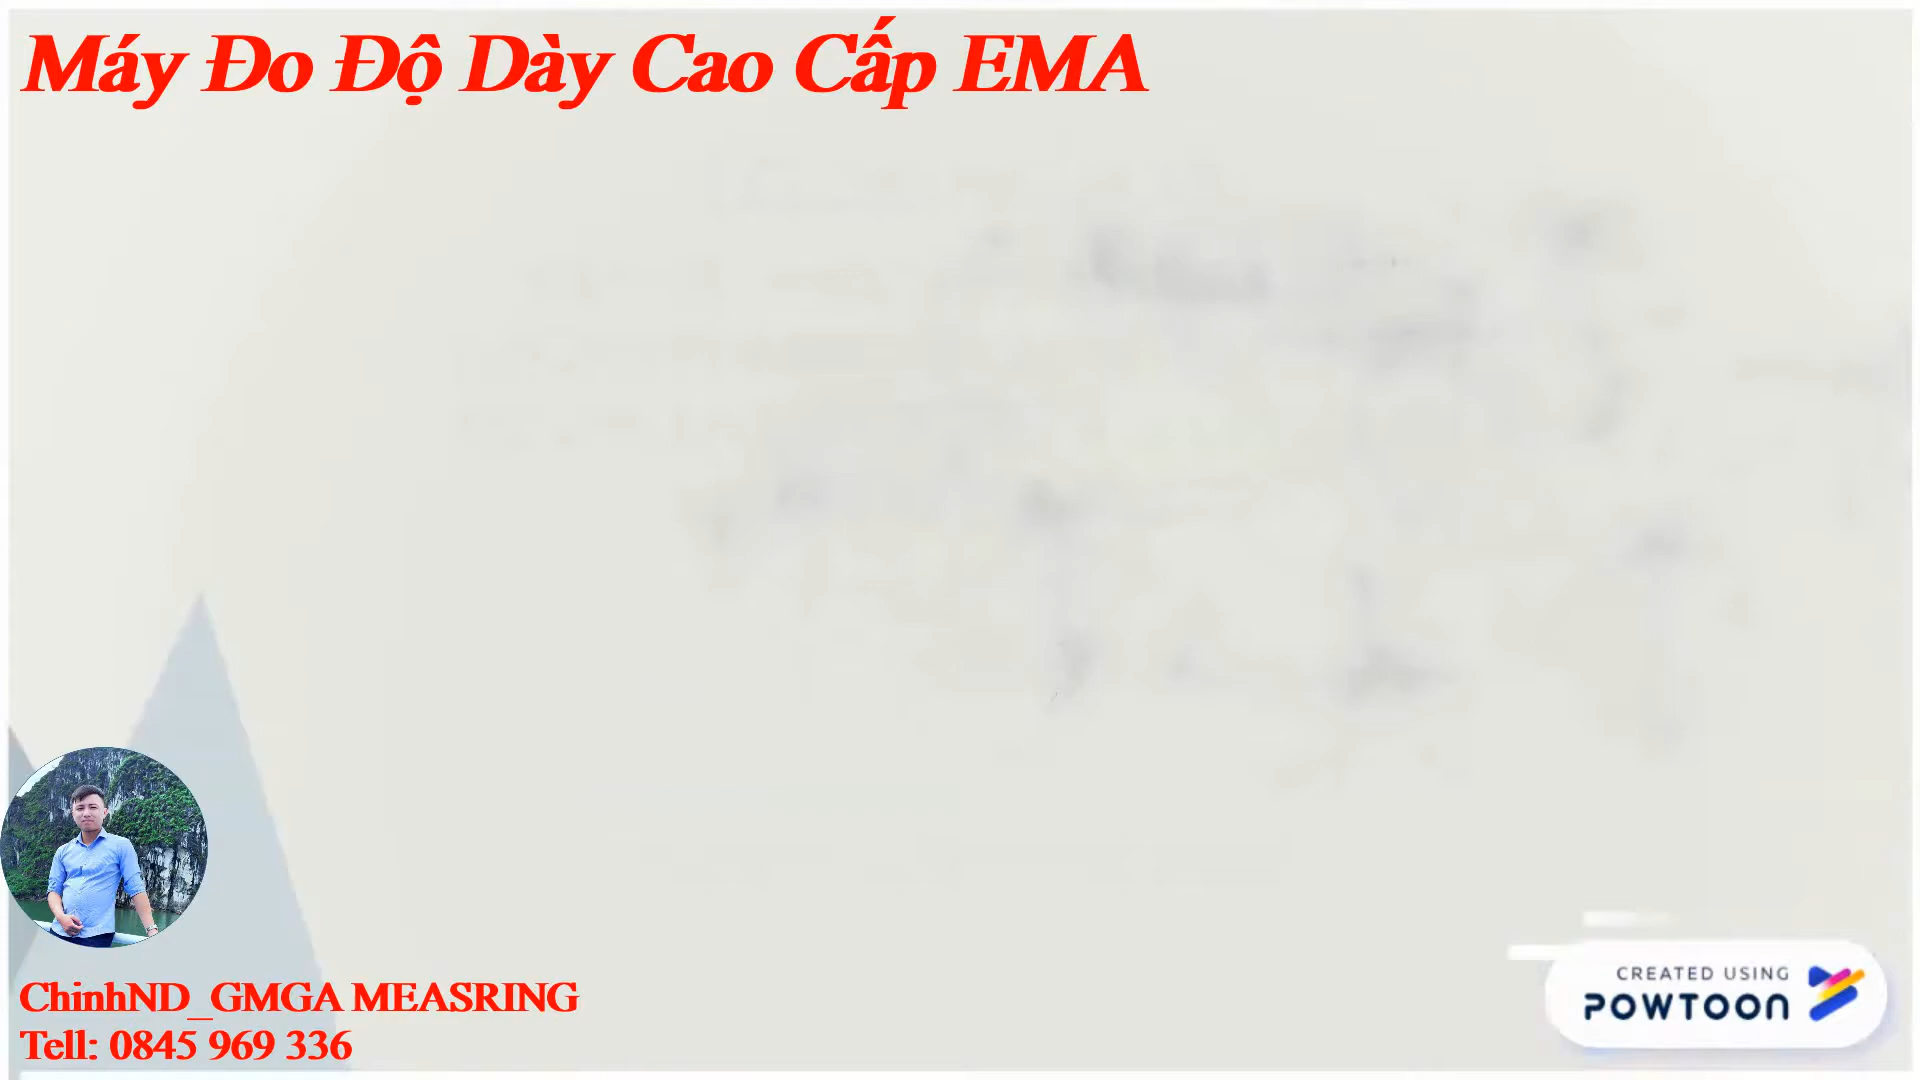 Máy Đo Độ Dày Cao Cấp EMA
ChinhND_GMGA MEASRING
Tell: 0845 969 336
CREATED USING
POWTOON